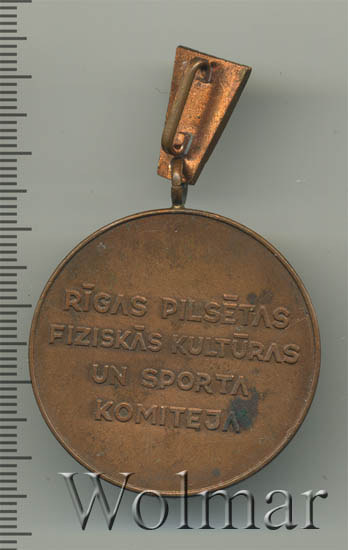 RĪGAS PILSĒTAS
FIZISKĀS KULTŪRAS
UN SPORTA
KOMITEJA
Wolmar